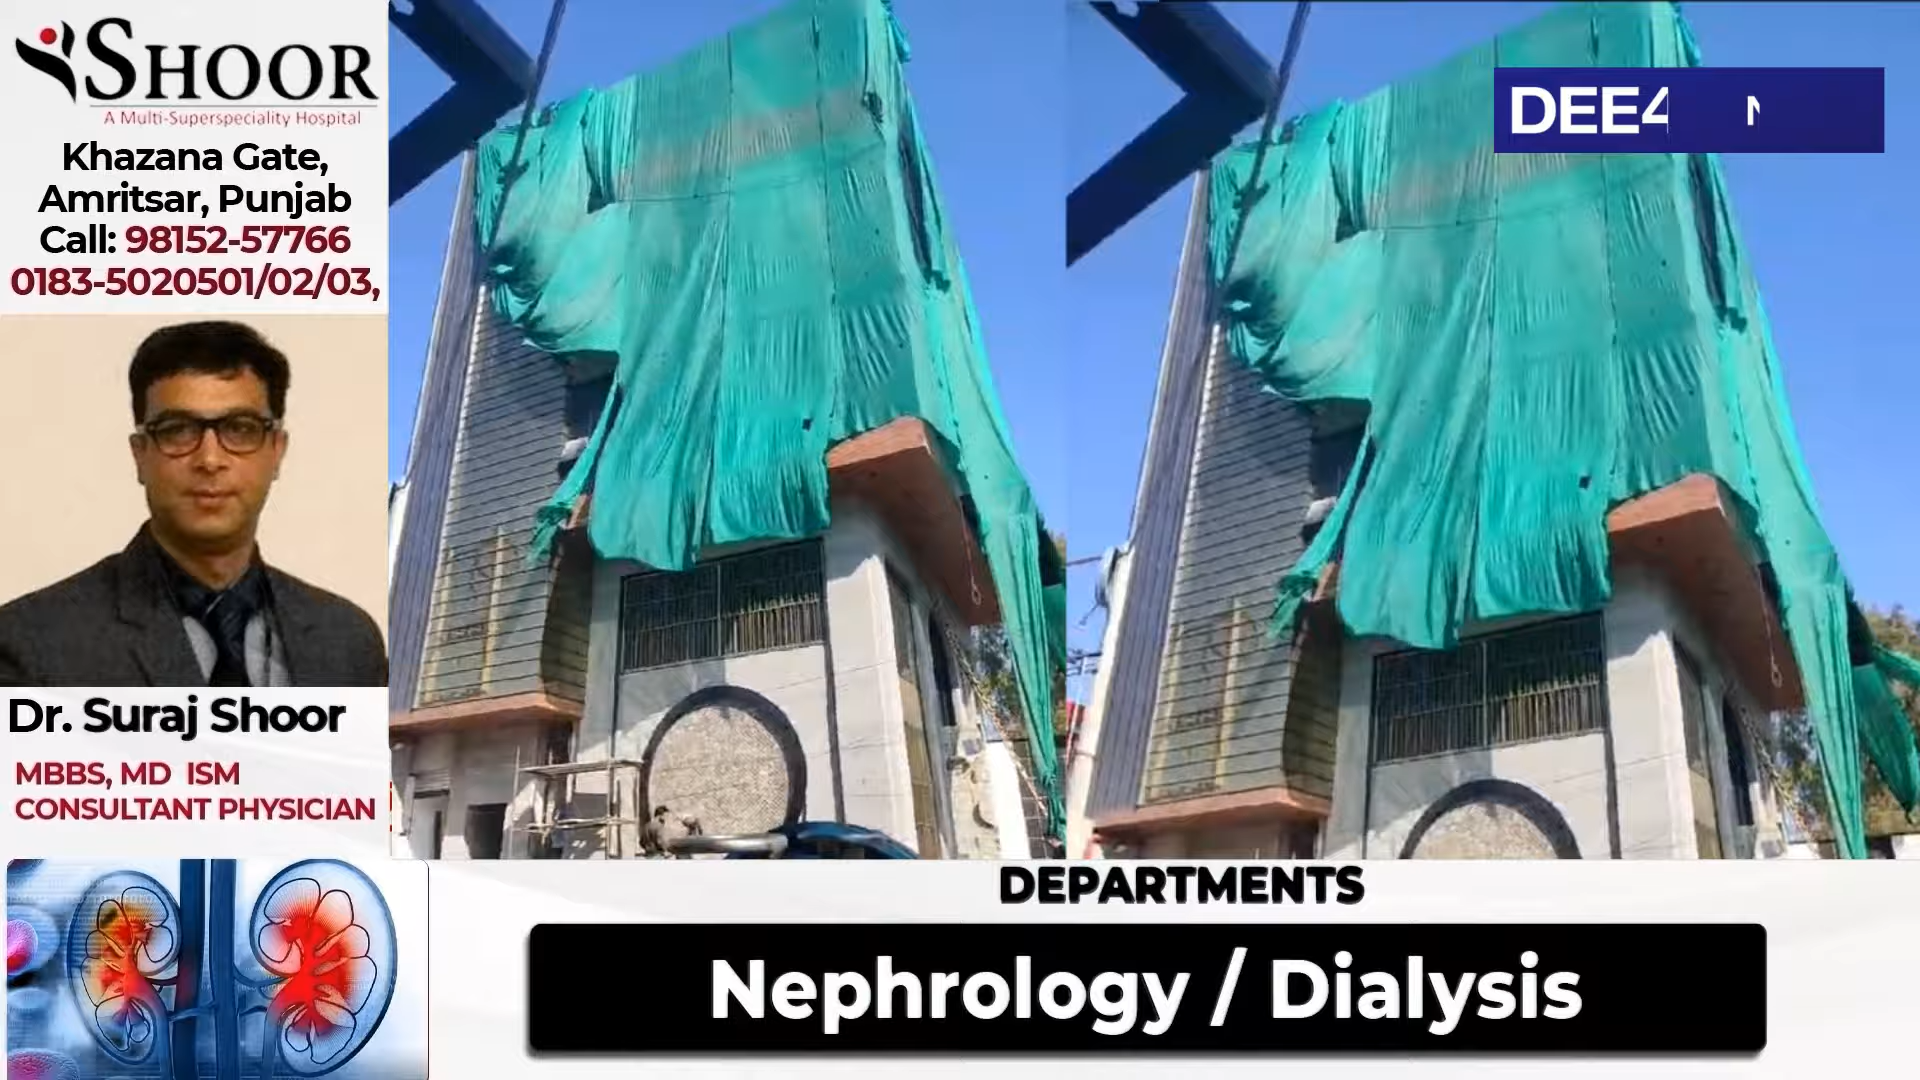 SHOOR
A Multi-Superspeciality Hospital
Khazana Gate,
Amritsar, Punjab
Call: 98152-57766
0183-5020501/02/03,
Dr. Suraj Shoor
MBBS, MD ISM
CONSULTANT PHYSICIAN
DEE4
N
DEPARTMENTS
Nephrology / Dialysis